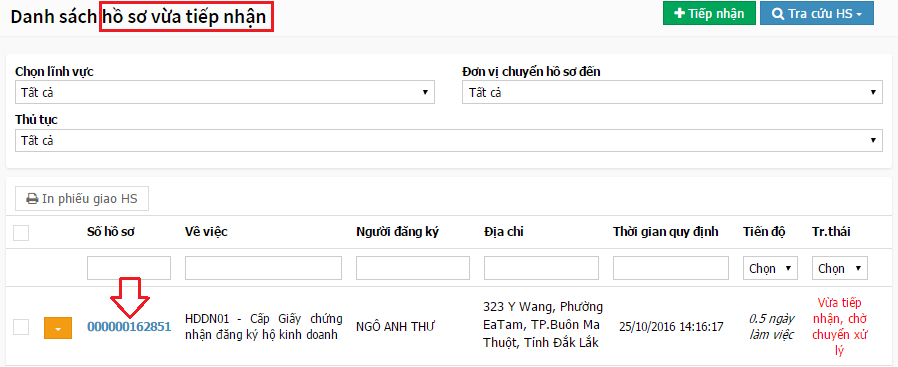 Danh sách hồ sơ vừa tiếp nhận
Tiếp nhận
Tra cứu HS
Chọn lĩnh vực
Đơn vị chuyển hồ sơ đến
Tất cả
Tất cả
Thủ tục
Tất cả
In phiếu giao HS
Số hồ sơ Về việc Người đăng ký Địa chỉ Thời gian quy định Tiến độ Tr.thái
Chọn Chọn
000000162851
HDDN01 - Cấp Giấy chứng
nhận đăng ký hộ kinh doanh
NGÔ ANH THƯ
323 Y Wang, Phường
EaTam, TP.Buôn Ma
Thuột, Tỉnh Đắk Lắk
25/10/2016 14:16:17
0.5 ngày
làm việc
Vừa tiếp
nhận, chờ
chuyển xử
lý